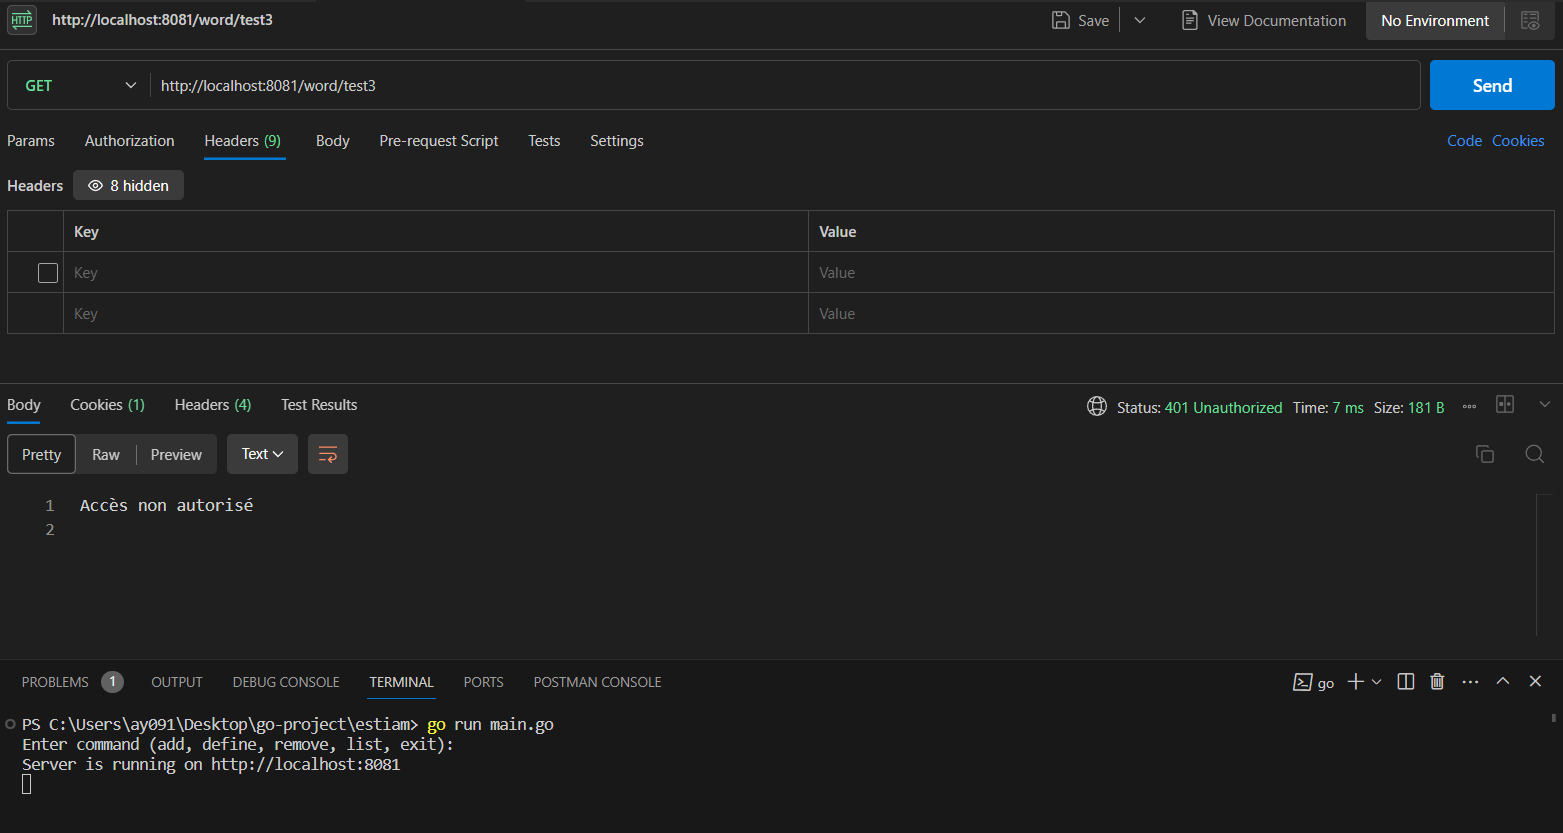 HTTP http://localhost:8081/word/test3 Save View Documentation No Environment
GET http://localhost:8081/word/test3 Send
Params Authorization Headers (9) Body Pre-request Script Tests Settings Code Cookies
Headers 8 hidden
Key Value
Key Value
Key Value
Body Cookies (1) Headers (4) Test Results Status: 401 Unauthorized Time: 7 ms Size: 181 B
Pretty Raw Preview Text
1 Accès non autorisé
2
PROBLEMS 1 OUTPUT DEBUG CONSOLE TERMINAL PORTS POSTMAN CONSOLE go
PS C:\Users\ay091\Desktop\go-project\estiam> go run main.go
Enter command (add, define, remove, list, exit):
Server is running on http://localhost:8081